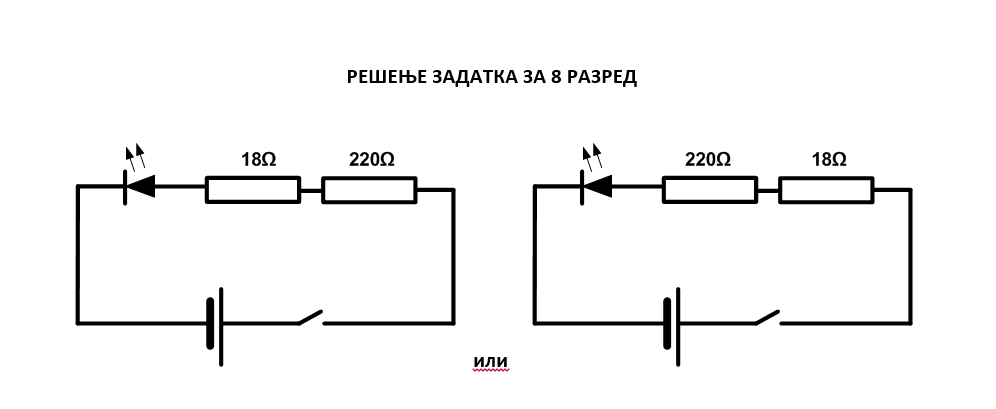 РЕШЕЊЕ ЗАДАТКА ЗА 8 РАЗРЕД
18Ω 220Ω 220Ω 18Ω
или